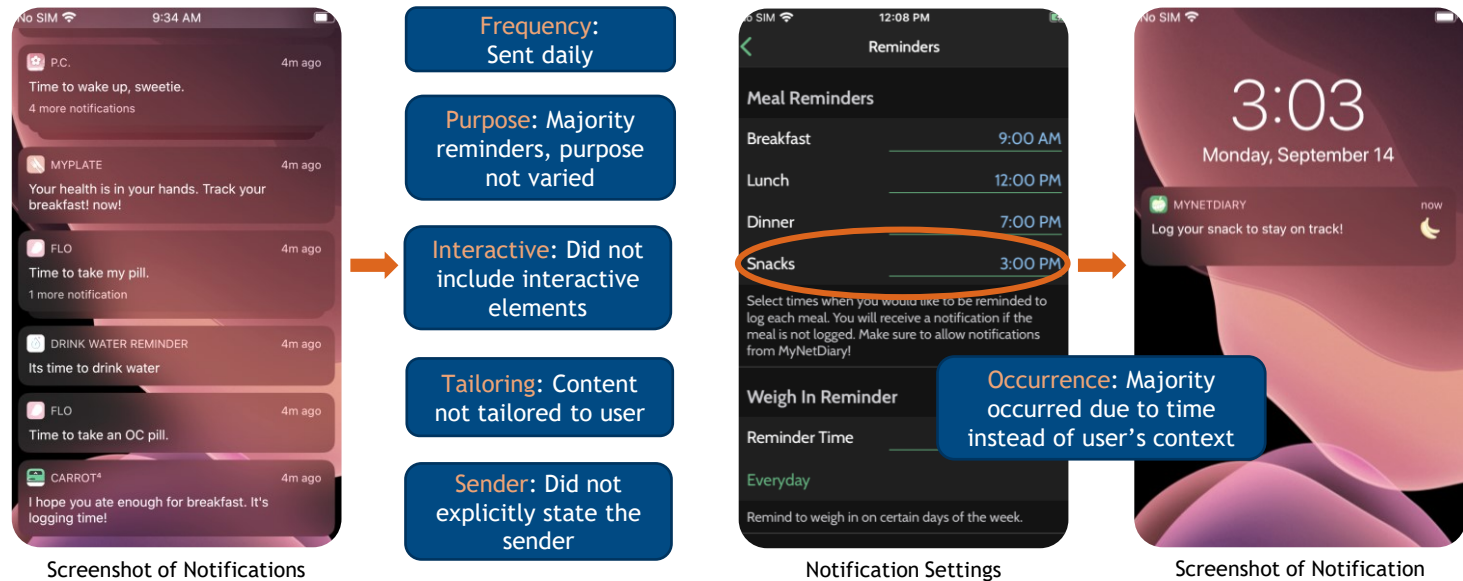 No SIM 9:34 AM
P.C. 4m ago
Time to wake up, sweetie.
4 more notifications
MYPLATE 4m ago
Your health is in your hands. Track your
breakfast! now!
FLO 4m ago
Time to take my pill.
1 more notification
DRINK WATER REMINDER 4m ago
Its time to drink water
FLO 4m ago
Time to take an OC pill.
CARROT⁴ 4m ago
I hope you ate enough for breakfast. It's
logging time!
Screenshot of Notifications
Frequency:
Sent daily
Purpose: Majority
reminders, purpose
not varied
Interactive: Did not
include interactive
elements
Tailoring: Content
not tailored to user
Sender: Did not
explicitly state the
sender
No SIM 12:08 PM
Reminders
Meal Reminders
Breakfast 9:00 AM
Lunch 12:00 PM
Dinner 7:00 PM
Snacks 3:00 PM
Select times when you would like to be reminded to
log each meal. You will receive a notification if the
meal is not logged. Make sure to allow notifications
from MyNetDiary!
Weigh In Reminder
Reminder Time
Everyday
Remind to weigh in on certain days of the week.
Notification Settings
Occurrence: Majority
occurred due to time
instead of user's context
No SIM
3:03
Monday, September 14
MYNETDIARY now
Log your snack to stay on track!
Screenshot of Notification